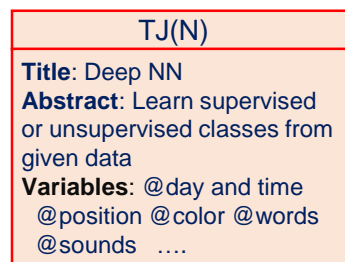 TJ(N)
Title: Deep NN
Abstract: Learn supervised
or unsupervised classes from
given data
Variables: @day and time
@position @color @words
@sounds ....